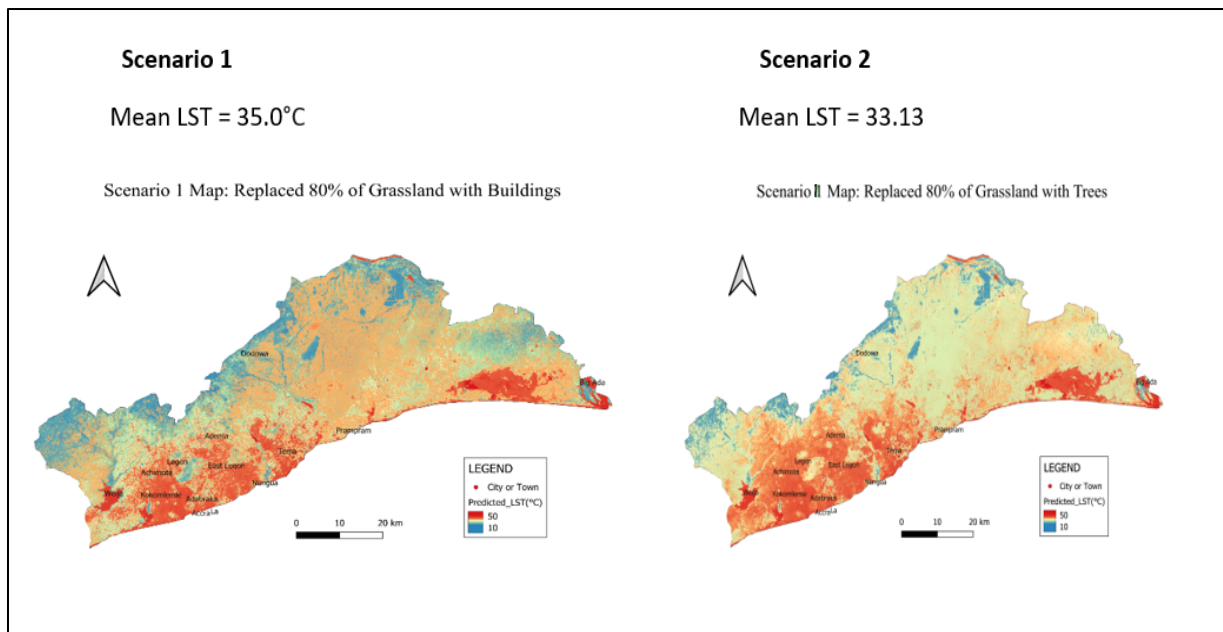 Scenario 1
Mean LST = 35.0°C
Scenario 1 Map: Replaced 80% of Grassland with Buildings
Dodowa
Prampram
Adenta
Legon
Tema
Achimota
East Legon
Nungua
Weija
Kokomlemle
Adabraka
Accra
La
LEGEND
City or Town
Predicted_LST(°C)
50
10
0 10 20 km
Scenario 2
Mean LST = 33.13
Scenario 1 Map: Replaced 80% of Grassland with Trees
Dodowa
Prampram
Adenta
Legon
Tema
Achimota
East Legon
Nungua
Weija
Kokomlemle
Adabraka
Accra
La
LEGEND
City or Town
Predicted_LST(°C)
50
10
0 10 20 km